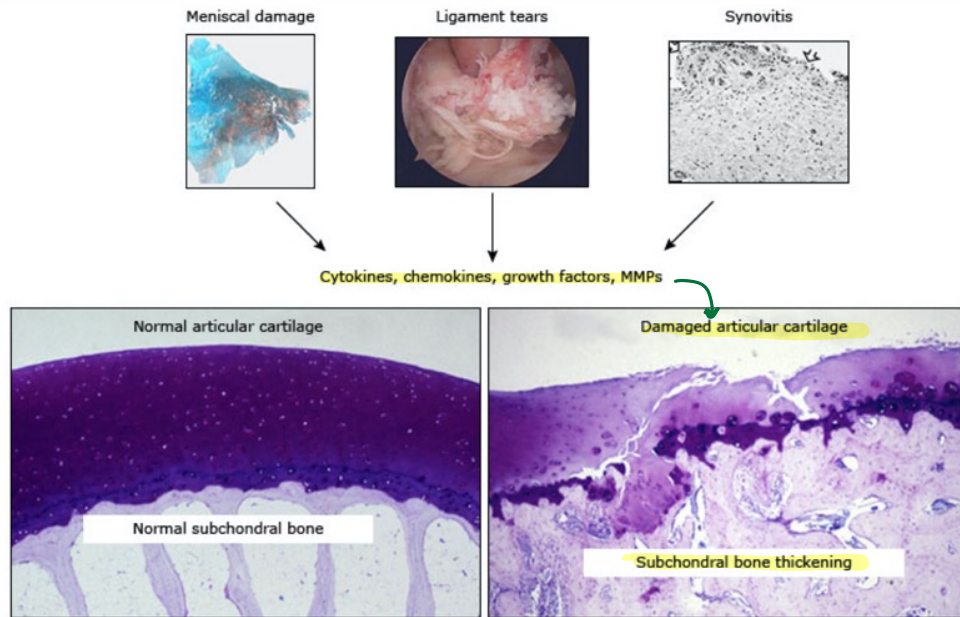 Meniscal damage
Ligament tears
Synovitis
Cytokines, chemokines, growth factors, MMPs
Normal articular cartilage
Damaged articular cartilage
Normal subchondral bone
Subchondral bone thickening